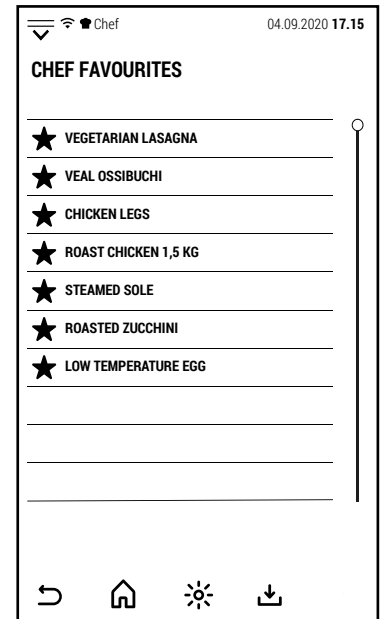 Chef 04.09.2020 17.15
CHEF FAVOURITES
VEGETARIAN LASAGNA
VEAL OSSIBUCHI
CHICKEN LEGS
ROAST CHICKEN 1,5 KG
STEAMED SOLE
ROASTED ZUCCHINI
LOW TEMPERATURE EGG